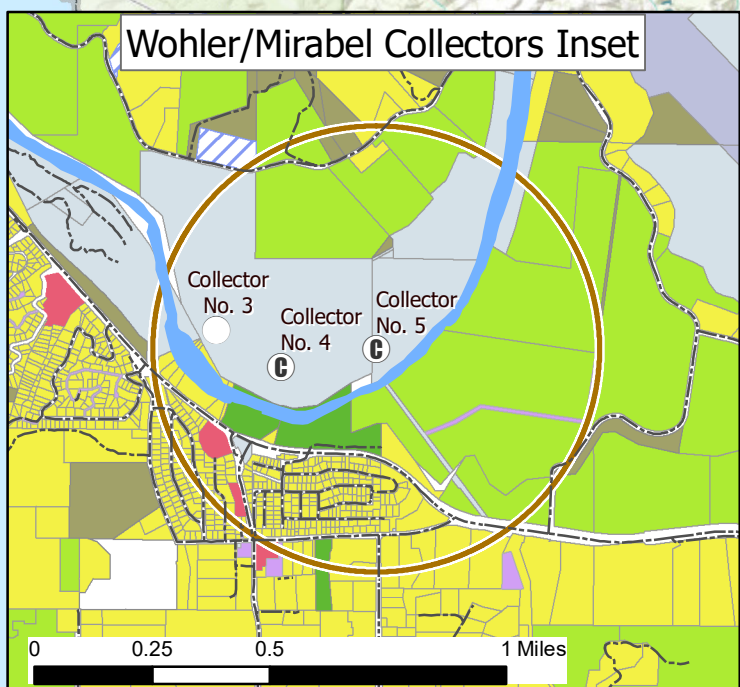 Wohler/Mirabel Collectors Inset
Collector
No. 3
Collector
No. 4
C
Collector
No. 5
C
0 0.25 0.5 1 Miles